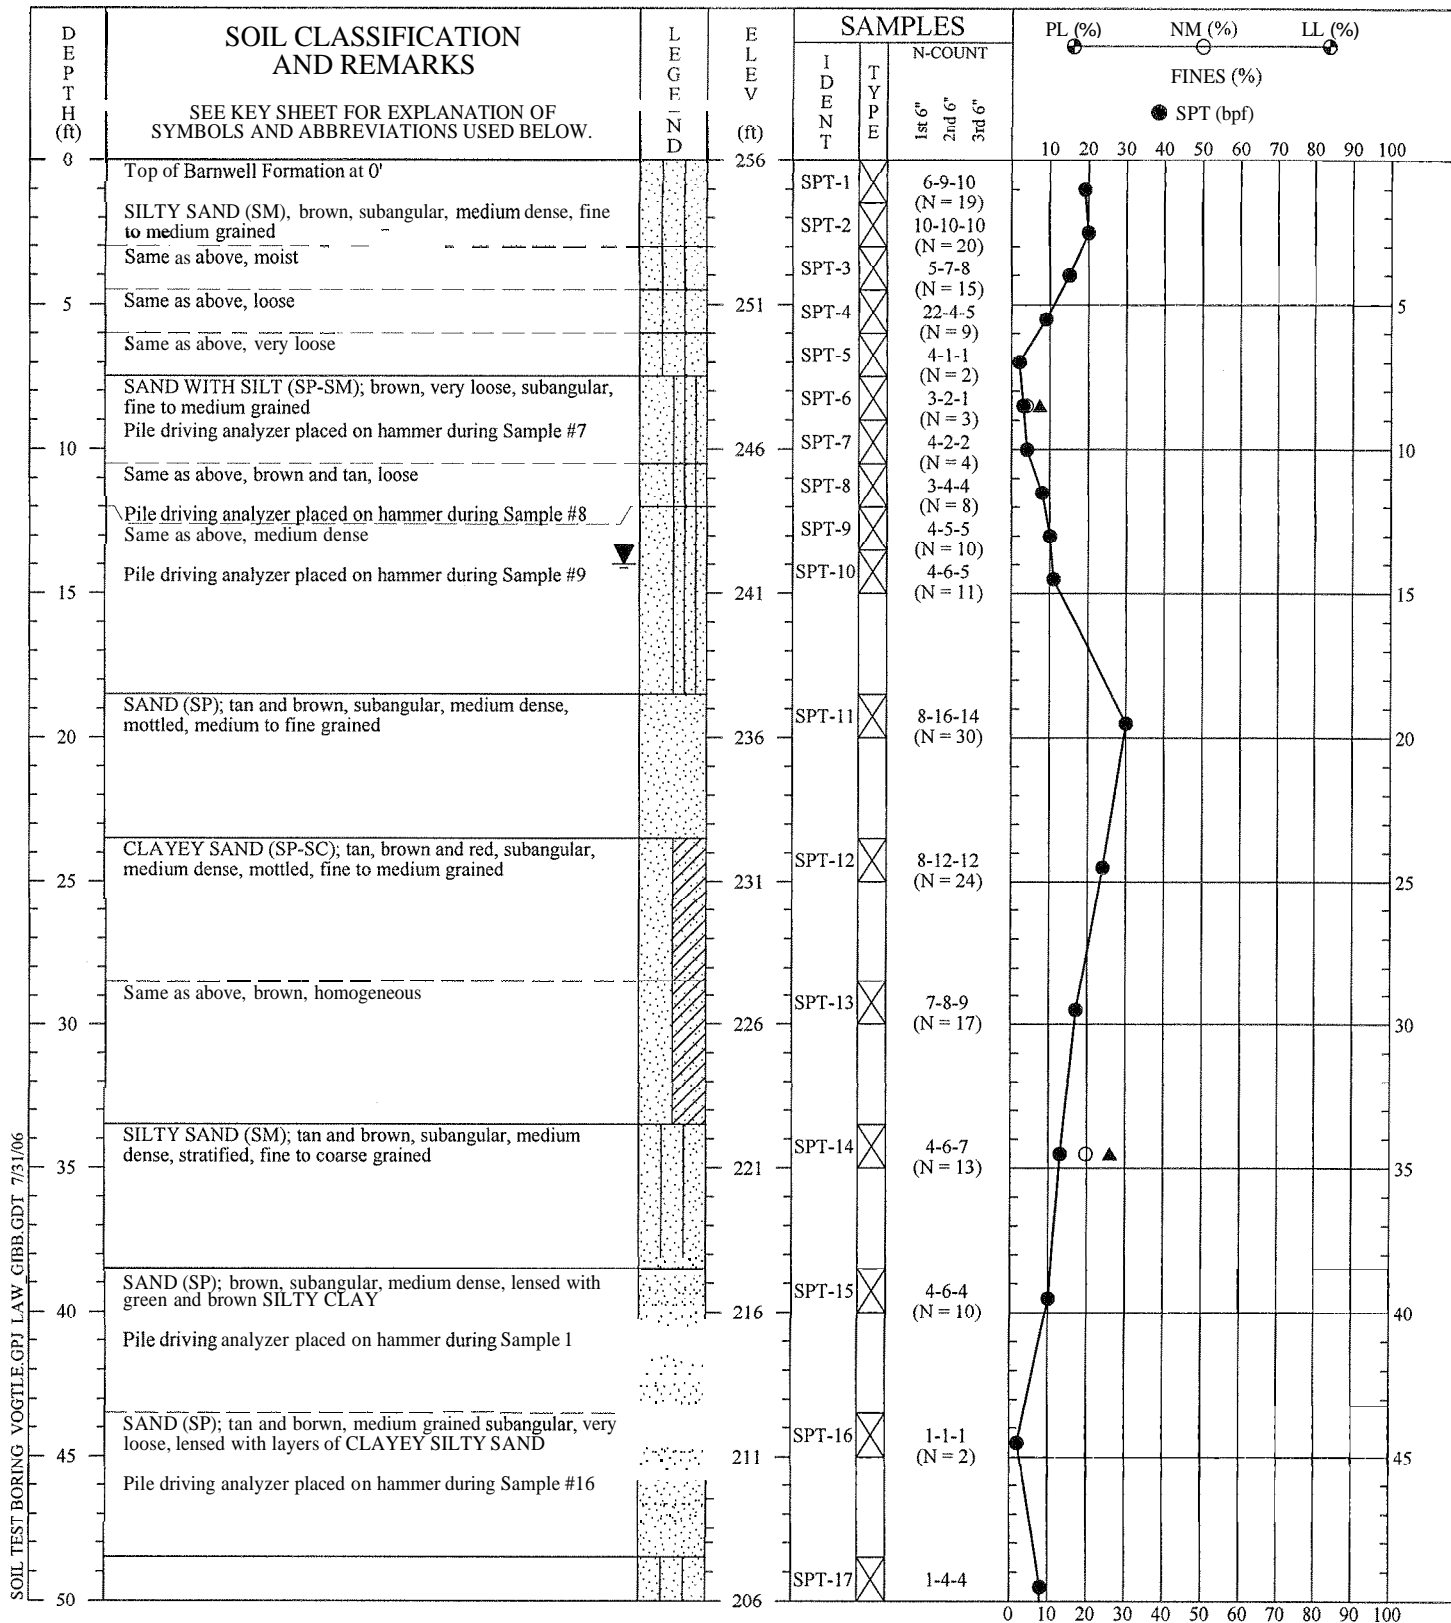 DEPTH
(ft)
SOIL CLASSIFICATION
AND REMARKS
SEE KEY SHEET FOR EXPLANATION OF
SYMBOLS AND ABBREVIATIONS USED BELOW.
LEGEND
ELEV
(ft)
SAMPLES
IDENT
TYPE
N-COUNT
1st 6"
2nd 6"
3rd 6"
PL (%) NM (%) LL (%)
FINES (%)
SPT (bpf)
10 20 30 40 50 60 70 80 90 100
0
256
Top of Barnwell Formation at 0'
SPT-1 6-9-10
(N = 19)
SILTY SAND (SM), brown, subangular, medium dense, fine
to medium grained
SPT-2 10-10-10
(N = 20)
Same as above, moist
SPT-3 5-7-8
(N = 15)
Same as above, loose
5 251 5
SPT-4 22-4-5
(N = 9)
Same as above, very loose
SPT-5 4-1-1
(N = 2)
SAND WITH SILT (SP-SM); brown, very loose, subangular,
fine to medium grained
SPT-6 3-2-1
(N = 3)
Pile driving analyzer placed on hammer during Sample #7
SPT-7 4-2-2
(N = 4)
10 246 10
Same as above, brown and tan, loose
SPT-8 3-4-4
(N = 8)
Pile driving analyzer placed on hammer during Sample #8
Same as above, medium dense
SPT-9 4-5-5
(N = 10)
Pile driving analyzer placed on hammer during Sample #9
SPT-10 4-6-5
(N = 11)
15 241 15
SAND (SP); tan and brown, subangular, medium dense,
mottled, medium to fine grained
SPT-11 8-16-14
(N = 30)
20 236 20
CLAYEY SAND (SP-SC); tan, brown and red, subangular,
medium dense, mottled, fine to medium grained
SPT-12 8-12-12
(N = 24)
25 231 25
Same as above, brown, homogeneous
SPT-13 7-8-9
(N = 17)
30 226 30
SILTY SAND (SM); tan and brown, subangular, medium
dense, stratified, fine to coarse grained
SPT-14 4-6-7
(N = 13)
35 221 35
SAND (SP); brown, subangular, medium dense, lensed with
green and brown SILTY CLAY
SPT-15 4-6-4
(N = 10)
40 216 40
Pile driving analyzer placed on hammer during Sample 1
SAND (SP); tan and borwn, medium grained subangular, very
loose, lensed with layers of CLAYEY SILTY SAND
SPT-16 1-1-1
(N = 2)
45 211 45
Pile driving analyzer placed on hammer during Sample #16
SPT-17 1-4-4
50 206
0 10 20 30 40 50 60 70 80 90 100
SOIL TEST BORING VOGTLE.GPJ LAW_GIBB.GDT 7/31/06